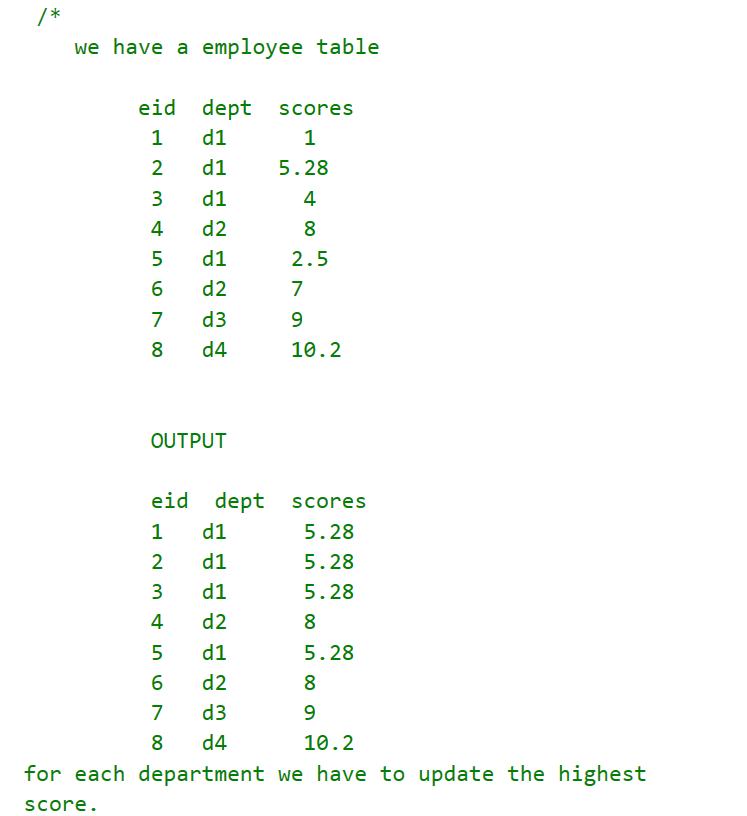 /*
we have a employee table
eid dept scores
1 d1 1
2 d1 5.28
3 d1 4
4 d2 8
5 d1 2.5
6 d2 7
7 d3 9
8 d4 10.2
OUTPUT
eid dept scores
1 d1 5.28
2 d1 5.28
3 d1 5.28
4 d2 8
5 d1 5.28
6 d2 8
7 d3 9
8 d4 10.2
for each department we have to update the highest
score.